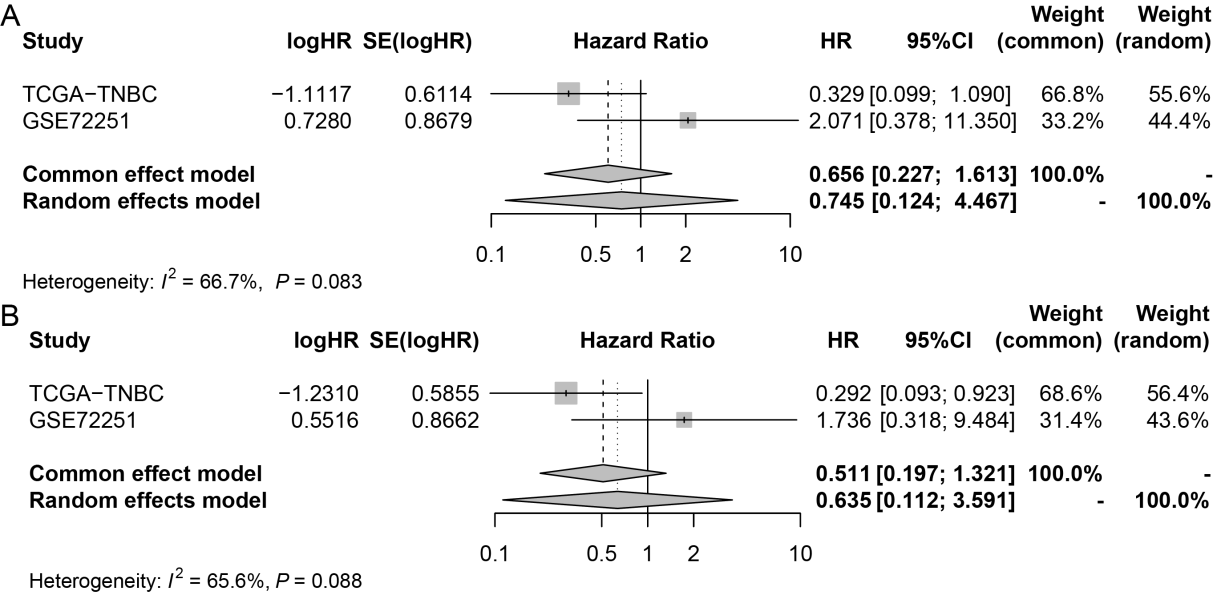 A
Weight Weight
Study logHR SE(logHR) Hazard Ratio HR 95%CI (common) (random)
TCGA−TNBC −1.1117 0.6114 0.329 [0.099; 1.090] 66.8% 55.6%
GSE72251 0.7280 0.8679 2.071 [0.378; 11.350] 33.2% 44.4%
Common effect model 0.656 [0.227; 1.613] 100.0% -
Random effects model 0.745 [0.124; 4.467] - 100.0%
0.1 0.5 1 2 10
Heterogeneity: I² = 66.7%, P = 0.083
B
Weight Weight
Study logHR SE(logHR) Hazard Ratio HR 95%CI (common) (random)
TCGA−TNBC −1.2310 0.5855 0.292 [0.093; 0.923] 68.6% 56.4%
GSE72251 0.5516 0.8662 1.736 [0.318; 9.484] 31.4% 43.6%
Common effect model 0.511 [0.197; 1.321] 100.0% -
Random effects model 0.635 [0.112; 3.591] - 100.0%
0.1 0.5 1 2 10
Heterogeneity: I² = 65.6%, P = 0.088